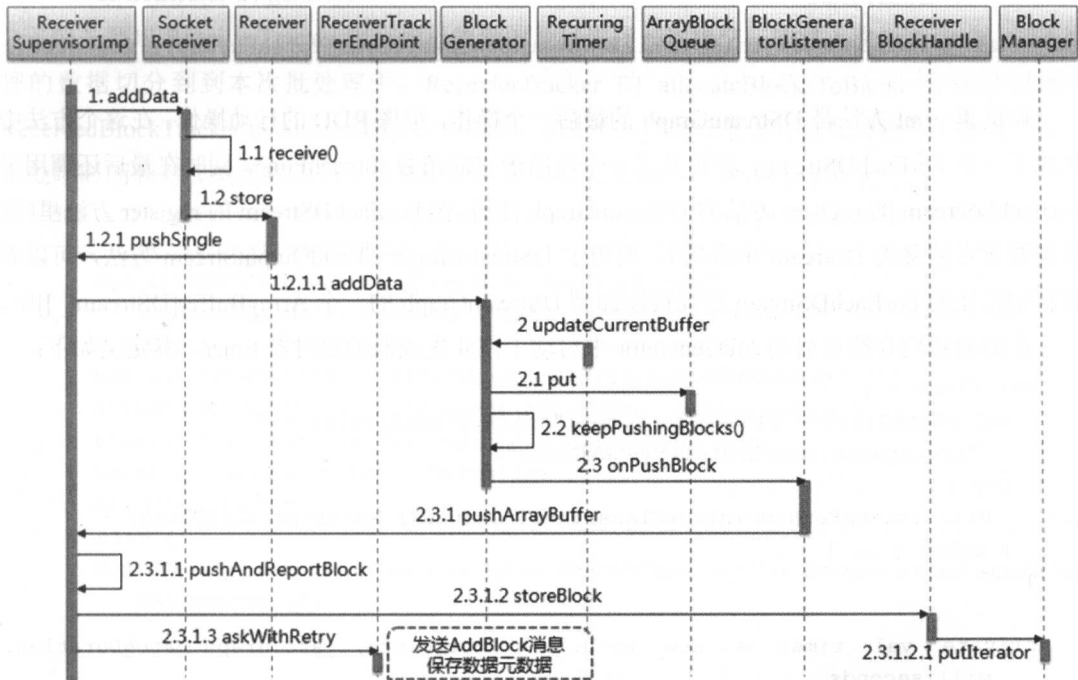 Receiver
SupervisorImp
Socket
Receiver
Receiver
ReceiverTrack
erEndPoint
Block
Generator
Recurring
Timer
ArrayBlock
Queue
BlockGenera
torListener
Receiver
BlockHandle
Block
Manager
1. addData
1.1 receive()
1.2 store
1.2.1 pushSingle
1.2.1.1 addData
2 updateCurrentBuffer
2.1 put
2.2 keepPushingBlocks()
2.3 onPushBlock
2.3.1 pushArrayBuffer
2.3.1.1 pushAndReportBlock
2.3.1.2 storeBlock
2.3.1.3 askWithRetry
发送AddBlock消息
保存数据元数据
2.3.1.2.1 putIterator